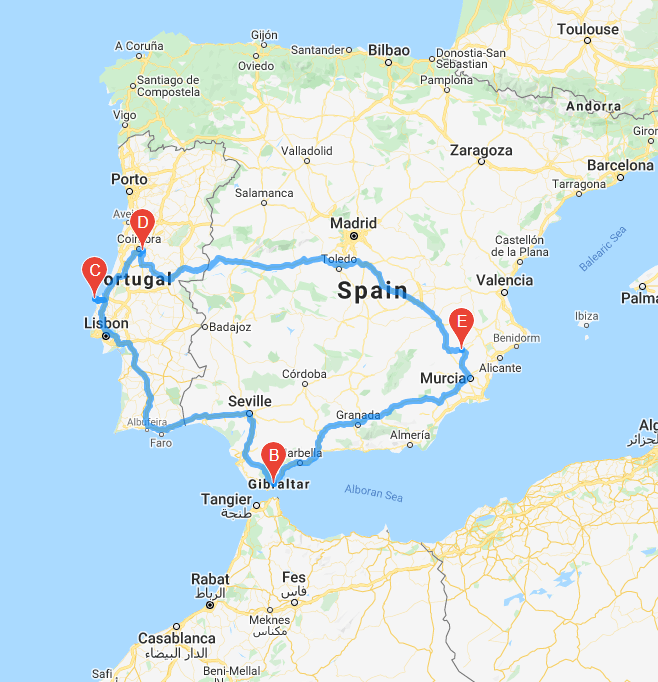 Gijón
A Coruña
Santander
Bilbao
Toulouse
Oviedo
Donostia-San
Sebastian
Santiago de
Compostela
Pamplona
Andorra
Vigo
Giron
Valladolid
Zaragoza
Barcelona
Porto
Tarragona
Salamanca
Madrid
D
Coimbra
Castellón
de la Plana
Balearic Sea
Toledo
C
Portugal
Spain
Valencia
Palma
Lisbon
Badajoz
E
Ibiza
Benidorm
Alicante
Córdoba
Murcia
Seville
Albufeira
Faro
Granada
Almería
Alg
الجزائر
B
Marbella
Gibraltar
Alboran Sea
Tangier
طنجة
Rabat
الرباط
Fes
فاس
Meknes
مكناس
Casablanca
الدار البيضاء
Beni-Mellal
Safi